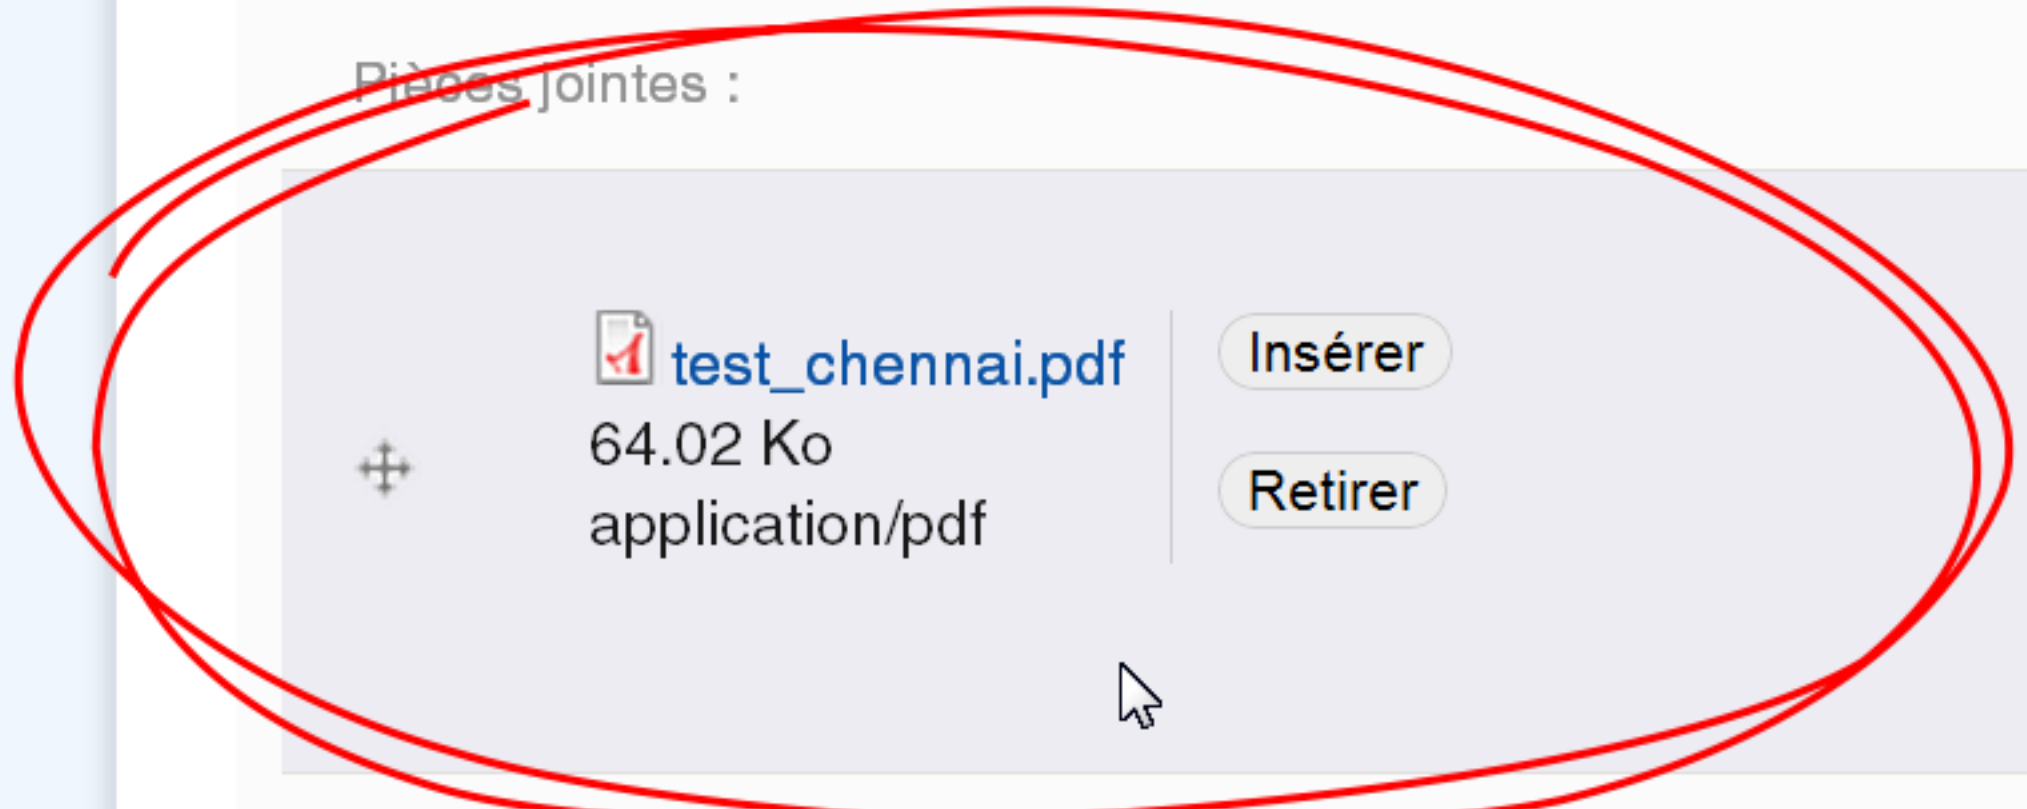 Pièces jointes :
test_chennai.pdf
64.02 Ko
application/pdf
Insérer
Retirer